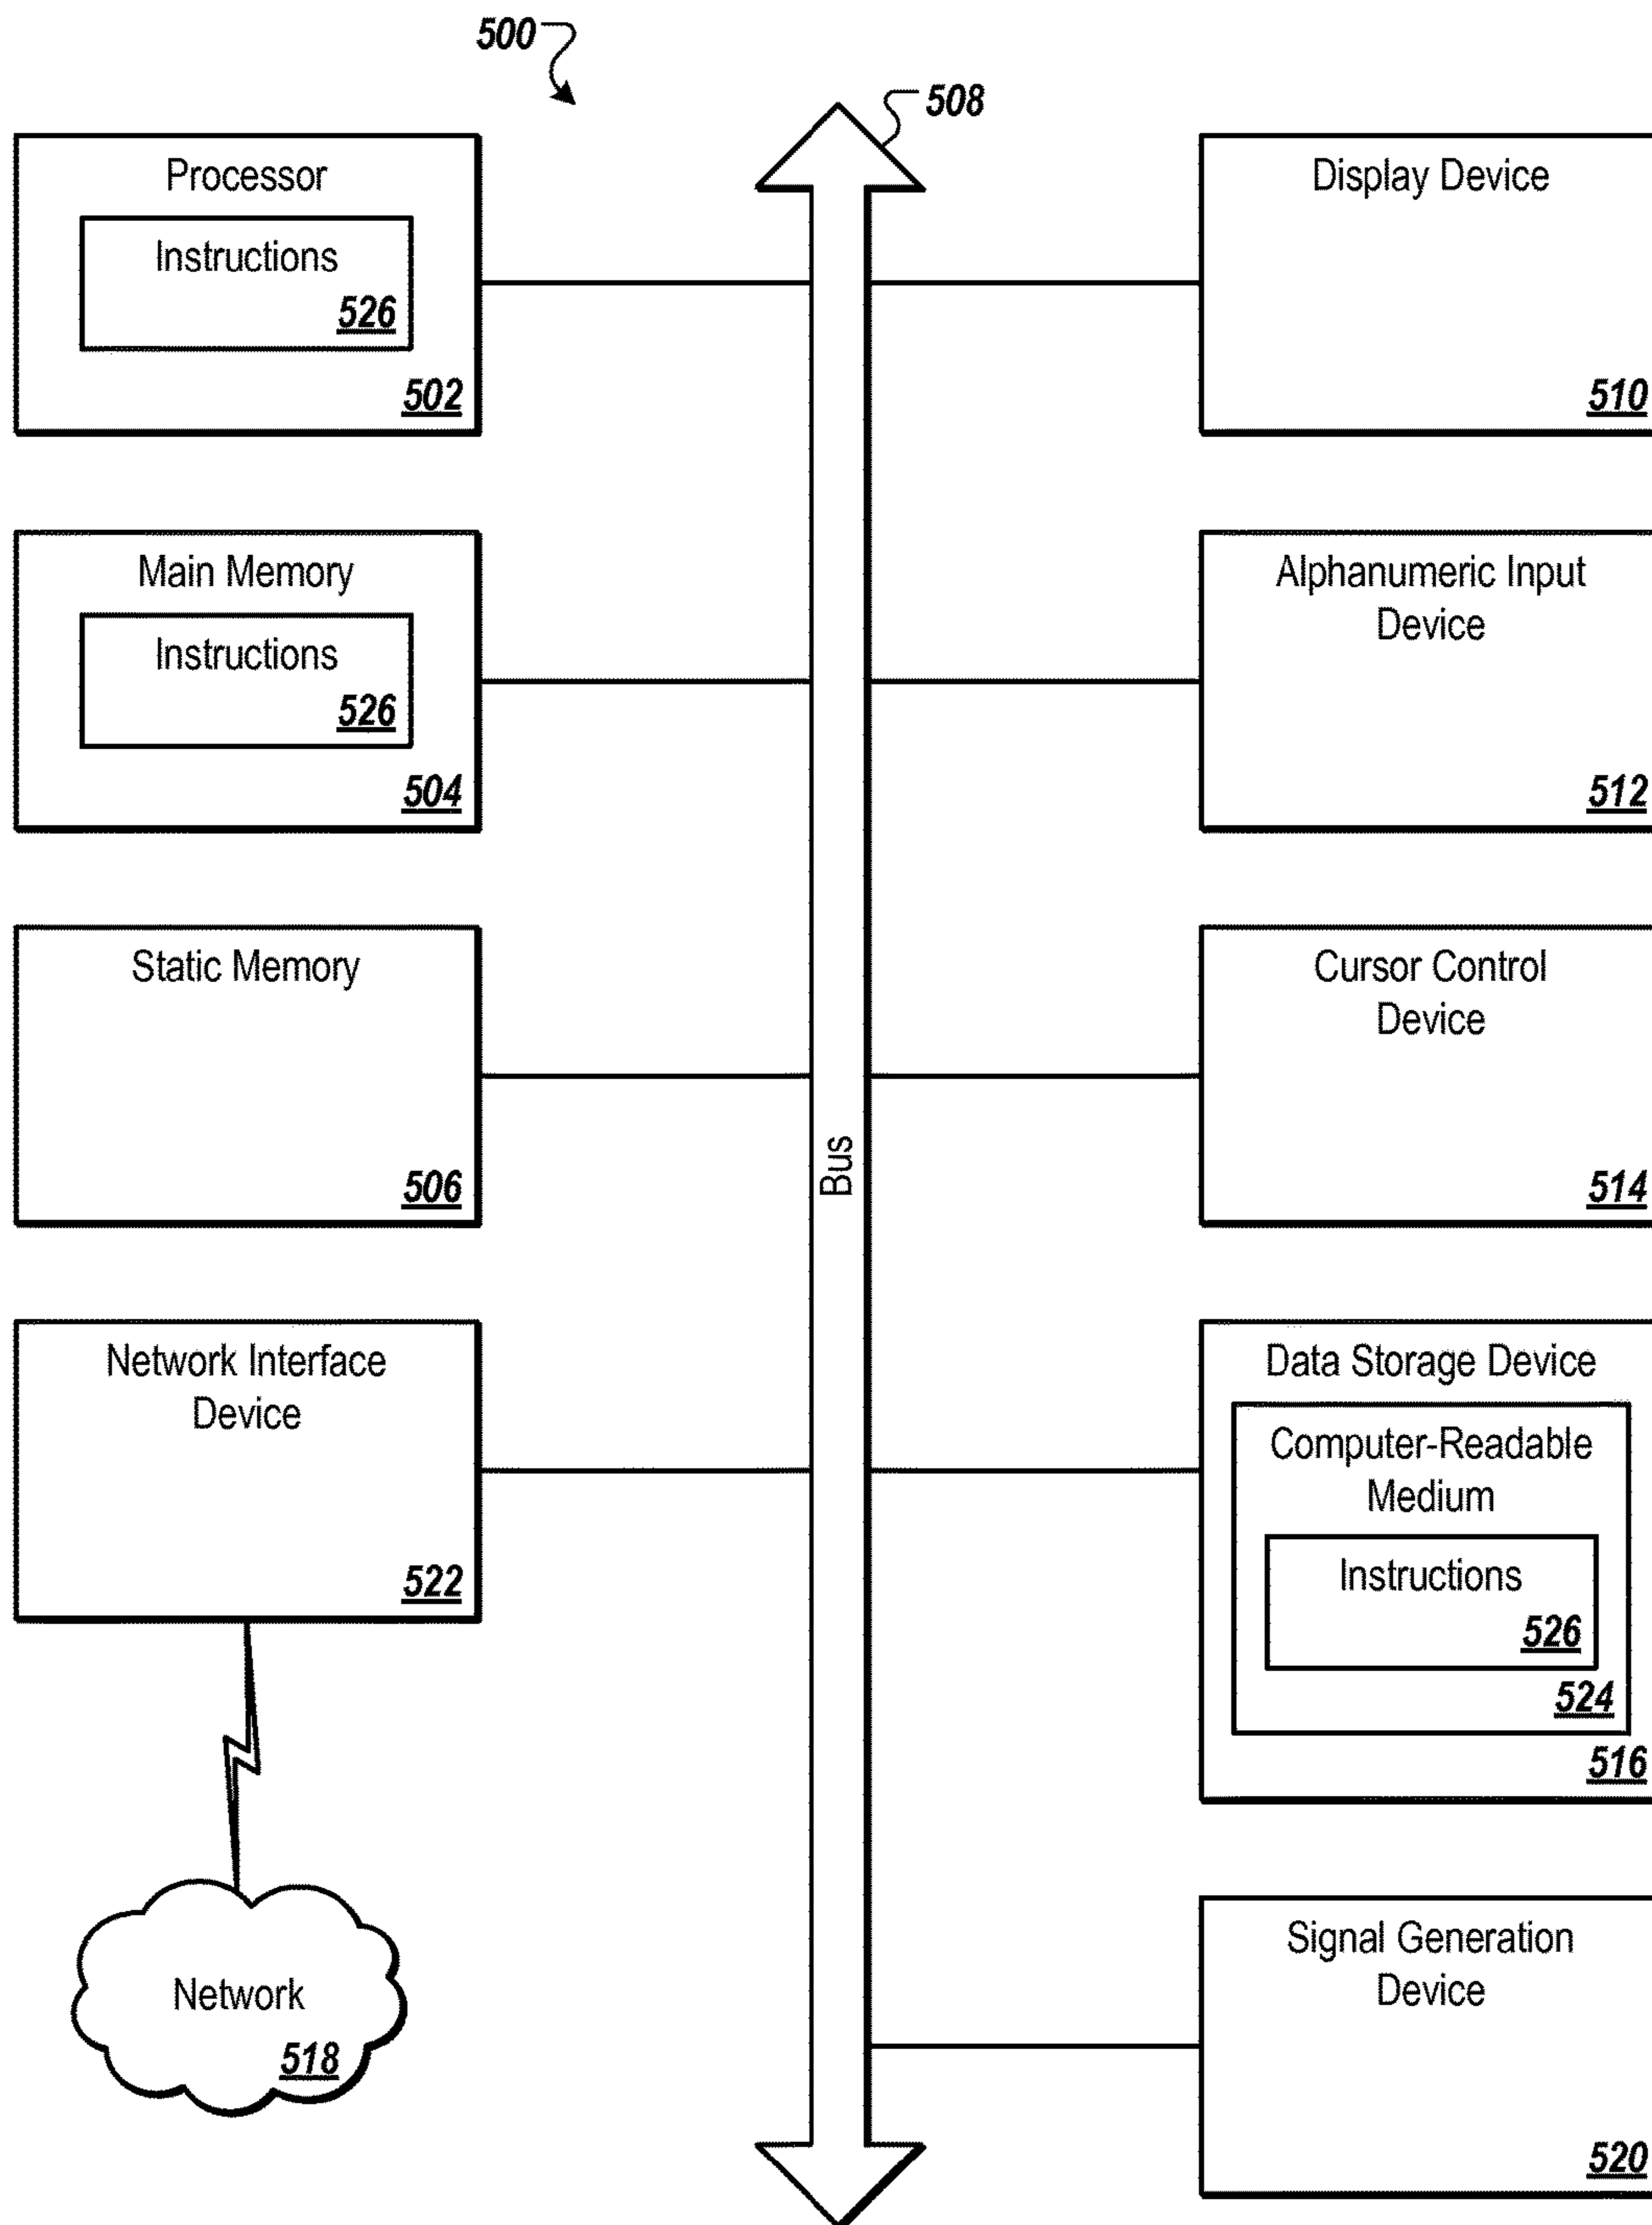 500
508
Processor
Instructions
526
502
Main Memory
Instructions
526
504
Static Memory
506
Network Interface
Device
522
Network
518
Bus
Display Device
510
Alphanumeric Input
Device
512
Cursor Control
Device
514
Data Storage Device
Computer-Readable
Medium
Instructions
526
524
516
Signal Generation
Device
520